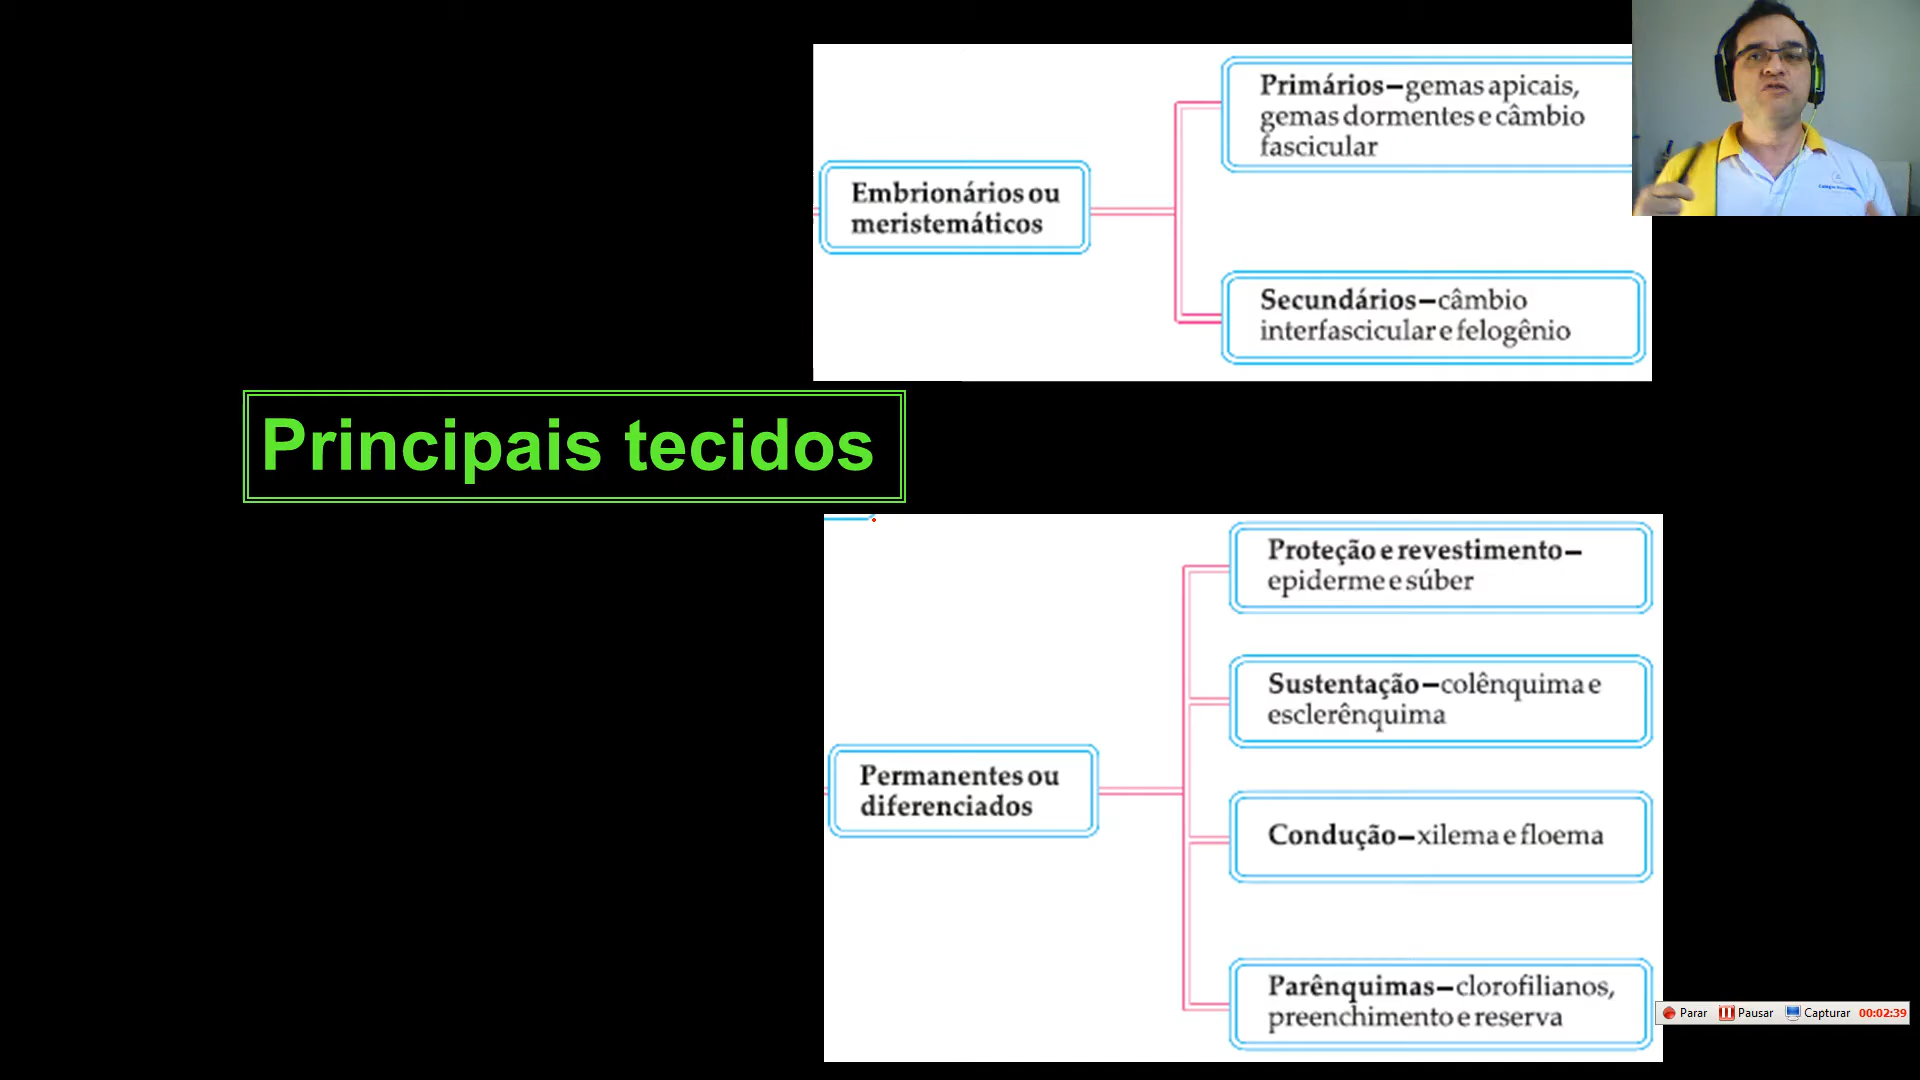 Primários—gemas apicais,
gemas dormentes e câmbio
fascicular
Embrionários ou
meristemáticos
Secundários—câmbio
interfascicular e felogênio
Principais tecidos
Proteção e revestimento—
epiderme e súber
Sustentação—colênquima e
esclerênquima
Permanentes ou
diferenciados
Condução—xilema e floema
Parênquimas—clorofilianos,
preenchimento e reserva
Parar Pausar Capturar 00:02:39